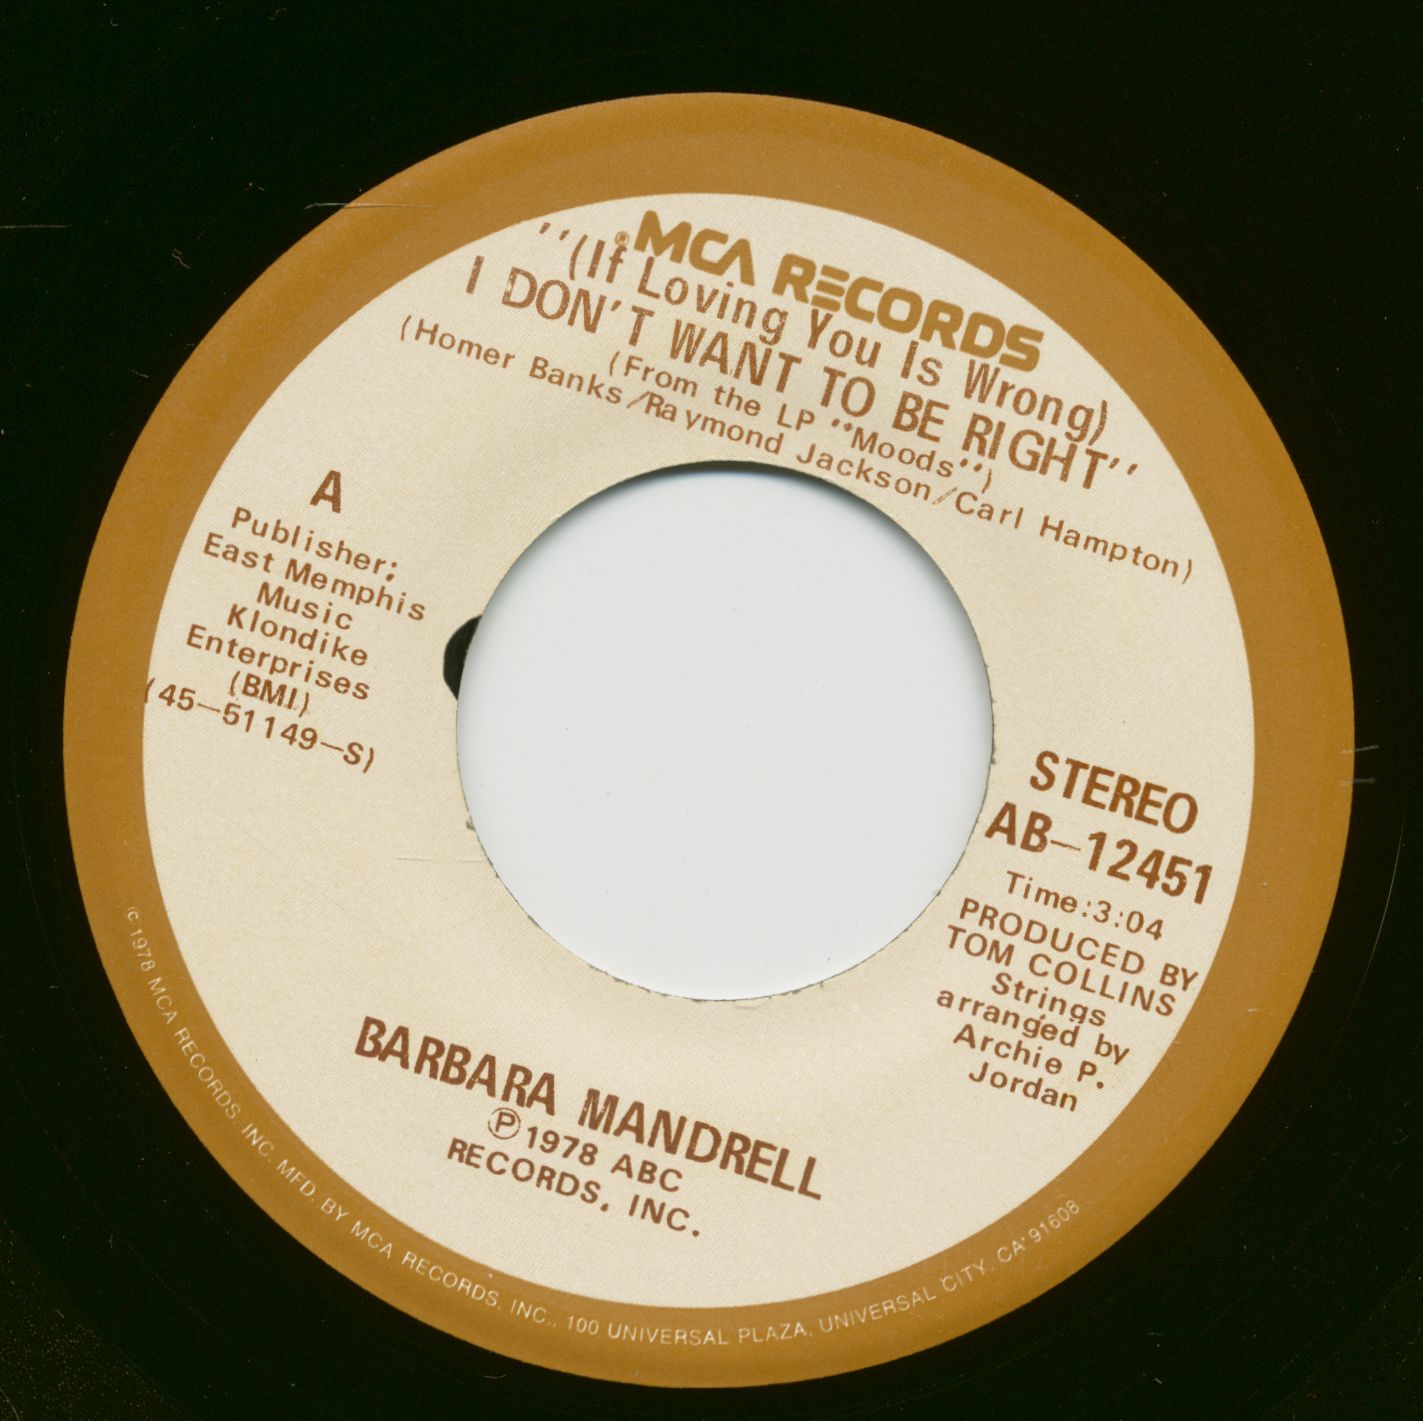 ® MCA RECORDS
''(If Loving You Is Wrong)
I DON'T WANT TO BE RIGHT''
(From the LP ''Moods'')
(Homer Banks/Raymond Jackson/Carl Hampton)
A
Publisher:
East Memphis
Music
Klondike
Enterprises
(BMI)
(45-51149-S)
STEREO
AB-12451
Time:3:04
PRODUCED BY
TOM COLLINS
Strings
arranged by
Archie P.
Jordan
BARBARA MANDRELL
Ⓟ1978 ABC
RECORDS, INC.
©1978 MCA RECORDS, INC. MFD. BY MCA RECORDS, INC., 100 UNIVERSAL PLAZA, UNIVERSAL CITY, CA 91608